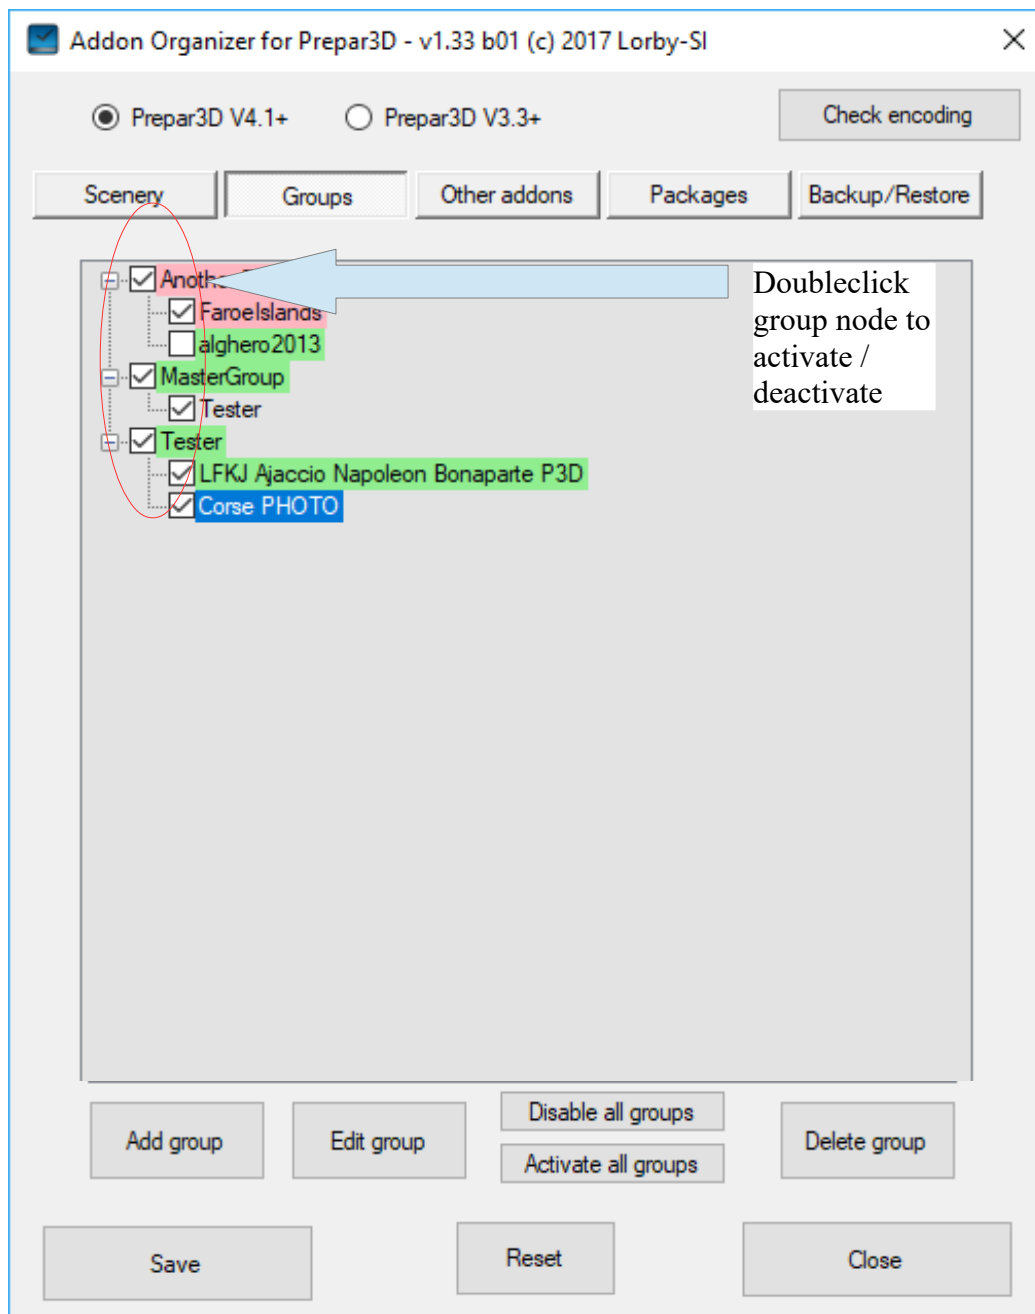 Addon Organizer for Prepar3D - v1.33 b01 (c) 2017 Lorby-SI
Prepar3D V4.1+ Prepar3D V3.3+ Check encoding
Scenery Groups Other addons Packages Backup/Restore
FaroeIslands
alghero2013
MasterGroup
Tester
Tester
LFKJ Ajaccio Napoleon Bonaparte P3D
Corse PHOTO
Doubleclick
group node to
activate /
deactivate
Disable all groups
Add group Edit group Delete group
Activate all groups
Save Reset Close